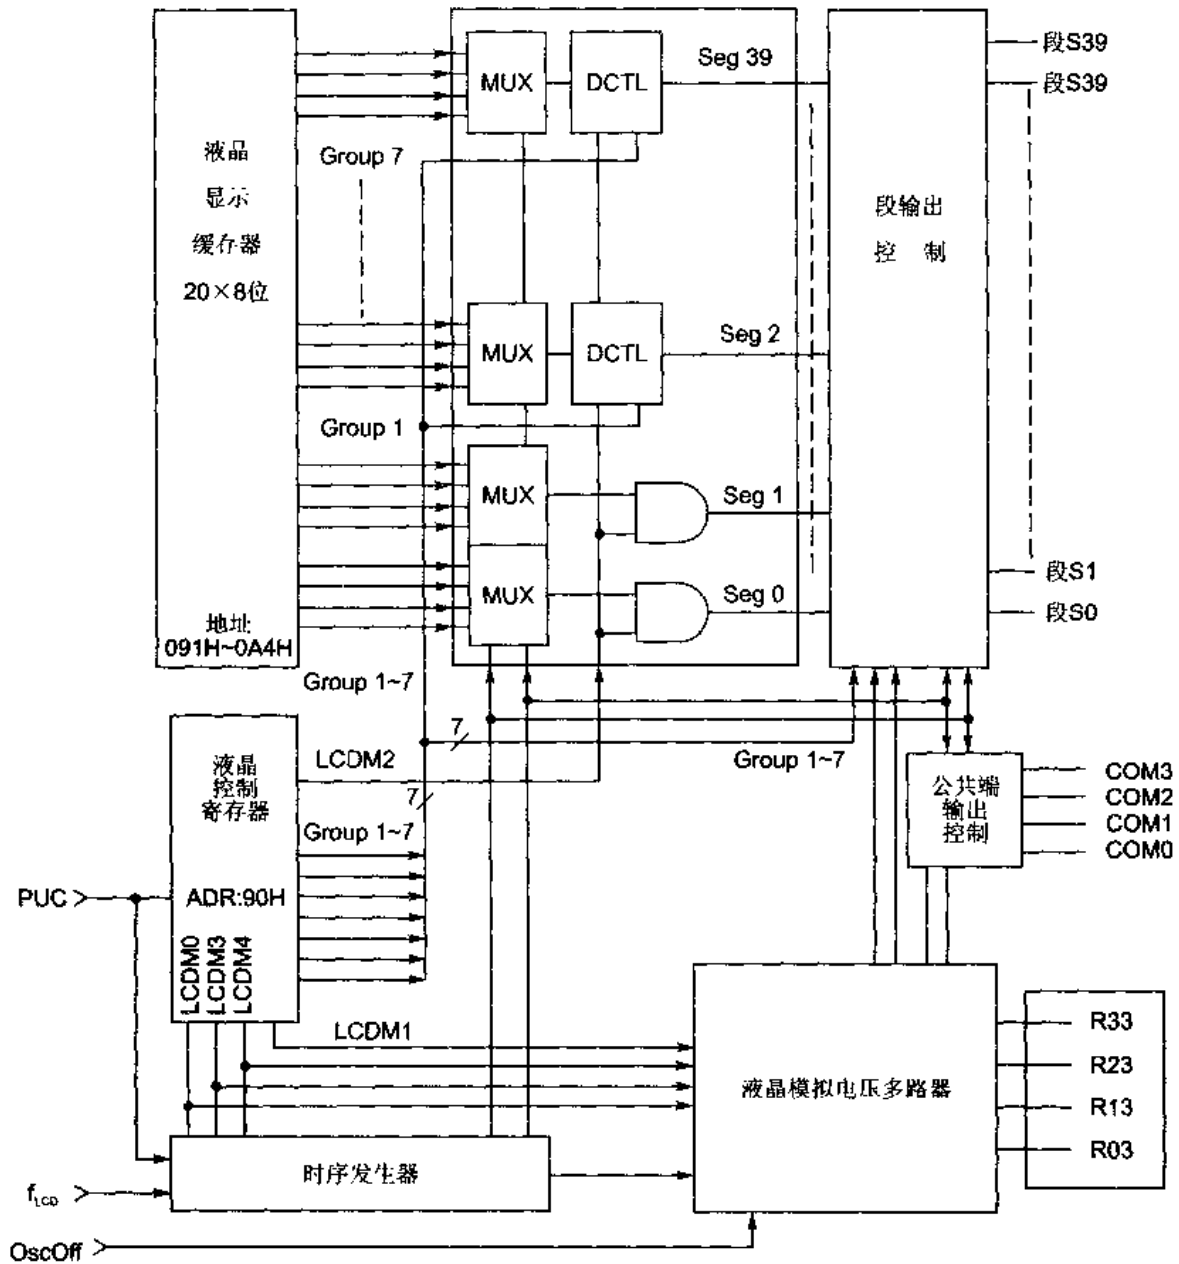 液晶
显示
缓存器
20×8位
地址
091H~0A4H
Group 7
Group 1
Group 1~7
MUX
DCTL
Seg 39
MUX
DCTL
Seg 2
MUX
Seg 1
MUX
Seg 0
段输出
控 制
段S39
段S39
段S1
段S0
7
Group 1~7
液晶
控制
寄存器
ADR:90H
LCDM0
LCDM3
LCDM4
LCDM2
7
Group 1~7
LCDM1
公共端
输出
控制
COM3
COM2
COM1
COM0
PUC
fLCD
OscOff
时序发生器
液晶模拟电压多路器
R33
R23
R13
R03